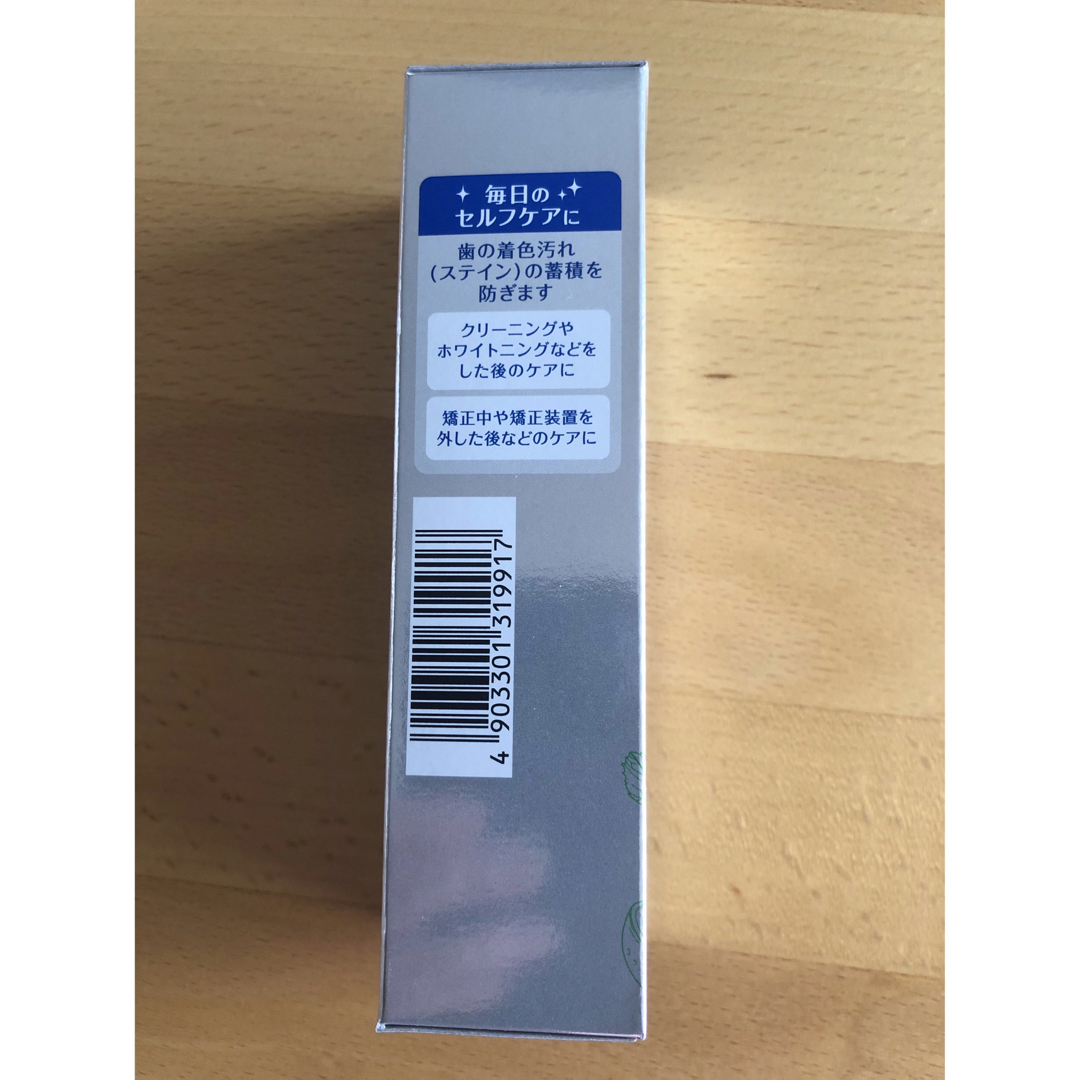 毎日の
セルフケアに
歯の着色汚れ
(ステイン)の蓄積を
防ぎます
クリーニングや
ホワイトニングなどを
した後のケアに
矯正中や矯正装置を
外した後などのケアに
4 903301 319917